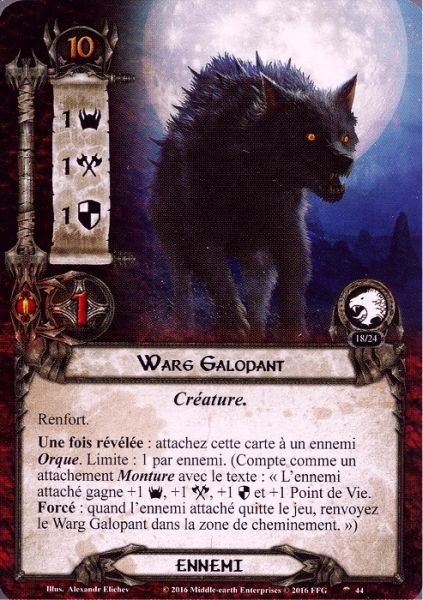 10
1
1
1
1
18/24
Warg Galopant
Créature.
Renfort.
Une fois révélée : attachez cette carte à un ennemi
Orque. Limite : 1 par ennemi. (Compte comme un
attachement Monture avec le texte : « L'ennemi
attaché gagne +1 , +1 , +1 et +1 Point de Vie.
Forcé : quand l'ennemi attaché quitte le jeu, renvoyez
le Warg Galopant dans la zone de cheminement. »)
ENNEMI
Illus. Alexandr Elichev © 2016 Middle-earth Enterprises © 2016 FFG 44